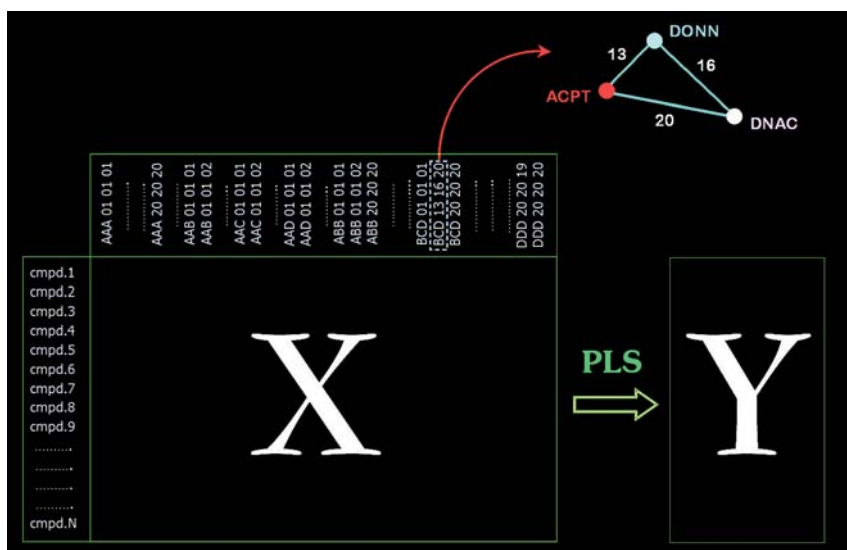 DONN
13
16
ACPT
20
DNAC
AAA 01 01 01
............
AAA 20 20 20
............
AAB 01 01 01
AAB 01 01 02
............
AAC 01 01 01
AAC 01 01 02
............
AAD 01 01 01
AAD 01 01 02
............
ABB 01 01 01
ABB 01 01 02
ABB 20 20 20
............
BCD 01 01 01
BCD 13 16 20
BCD 20 20 20
............
............
DDD 20 20 19
DDD 20 20 20
cmpd.1
cmpd.2
cmpd.3
cmpd.4
cmpd.5
cmpd.6
cmpd.7
cmpd.8
cmpd.9
..........
..........
..........
..........
cmpd.N
X
PLS
Y